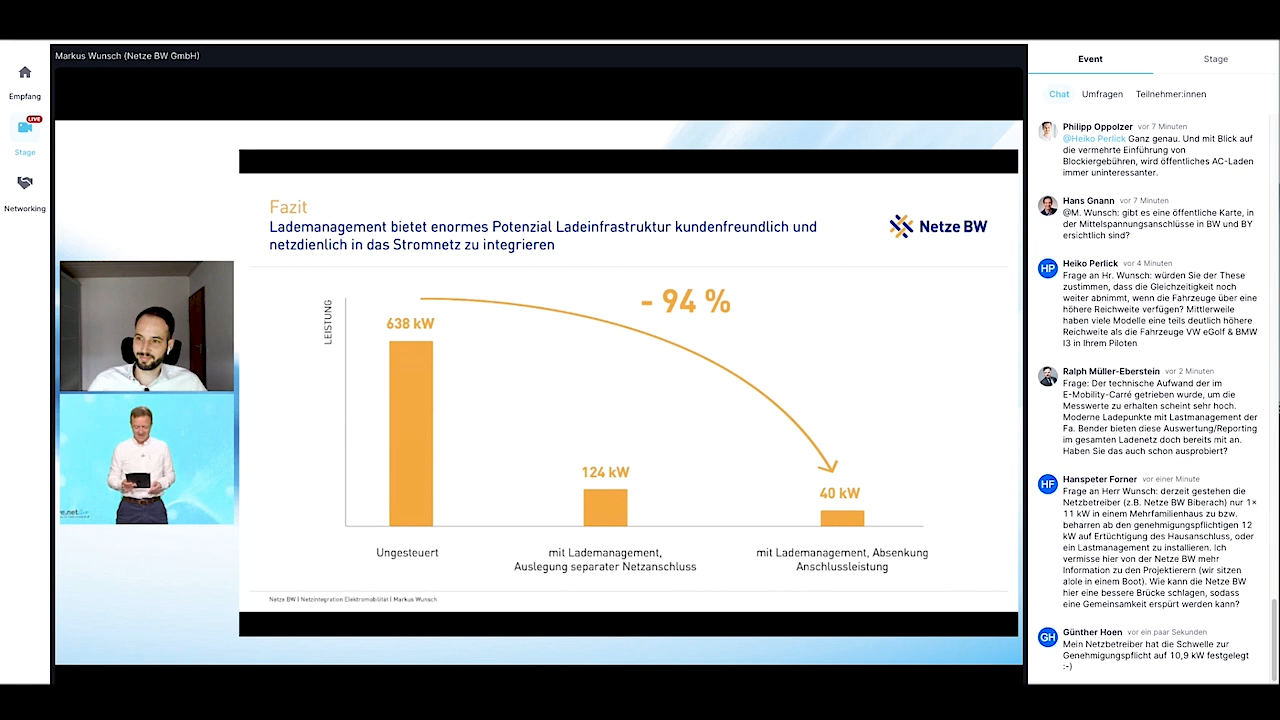 Markus Wunsch (Netze BW GmbH)
Empfang
LIVE
Stage
Networking
Fazit
Lademanagement bietet enormes Potenzial Ladeinfrastruktur kundenfreundlich und
netzdienlich in das Stromnetz zu integrieren
Netze BW
LEISTUNG
- 94 %
638 kW
124 kW
40 kW
Ungesteuert
mit Lademanagement,
Auslegung separater Netzanschluss
mit Lademanagement, Absenkung
Anschlussleistung
Netze BW | Netzintegration Elektromobilität | Markus Wunsch
Event
Stage
Chat
Umfragen
Teilnehmer:innen
Philipp Oppolzer vor 7 Minuten
@Heiko Perlick Ganz genau. Und mit Blick auf
die vermehrte Einführung von
Blockiergebühren, wird öffentliches AC-Laden
immer uninteressanter.
Hans Gnann vor 7 Minuten
@M. Wunsch: gibt es eine öffentliche Karte, in
der Mittelspannungsanschlüsse in BW und BY
ersichtlich sind?
HP
Heiko Perlick vor 4 Minuten
Frage an Hr. Wunsch: würden Sie der These
zustimmen, dass die Gleichzeitigkeit noch
weiter abnimmt, wenn die Fahrzeuge über eine
höhere Reichweite verfügen? Mittlerweile
haben viele Modelle eine teils deutlich höhere
Reichweite als die Fahrzeuge VW eGolf & BMW
I3 in Ihrem Piloten
Ralph Müller-Eberstein vor 2 Minuten
Frage: Der technische Aufwand der im
E-Mobility-Carré getrieben wurde, um die
Messwerte zu erhalten scheint sehr hoch.
Moderne Ladepunkte mit Lastmanagement der
Fa. Bender bieten diese Auswertung/Reporting
im gesamten Ladenetz doch bereits mit an.
Haben Sie das auch schon ausprobiert?
HF
Hanspeter Forner vor einer Minute
Frage an Herr Wunsch: derzeit gestehen die
Netzbetreiber (z.B. Netze BW Biberach) nur 1x
11 kW in einem Mehrfamilienhaus zu bzw.
beharren ab den genehmigungspflichtigen 12
kW auf Ertüchtigung des Hausanschluss, oder
ein Lastmanagement zu installieren. Ich
vermisse hier von der Netze BW mehr
Information zu den Projektierern (wir sitzen
alole in einem Boot). Wie kann die Netze BW
hier eine bessere Brücke schlagen, sodass
eine Gemeinsamkeit erspürt werden kann?
GH
Günther Hoen vor ein paar Sekunden
Mein Netzbetreiber hat die Schwelle zur
Genehmigungspflicht auf 10,9 kW festgelegt
:-)